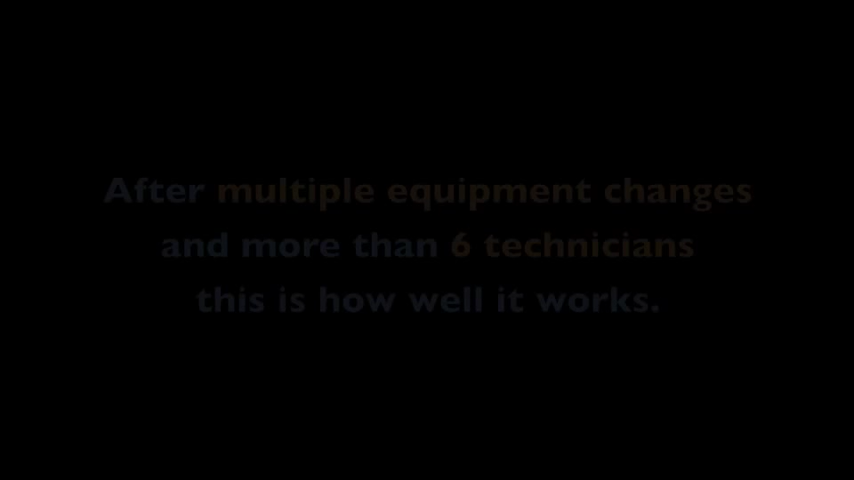 After multiple equipment changes
and more than 6 technicians
this is how well it works.